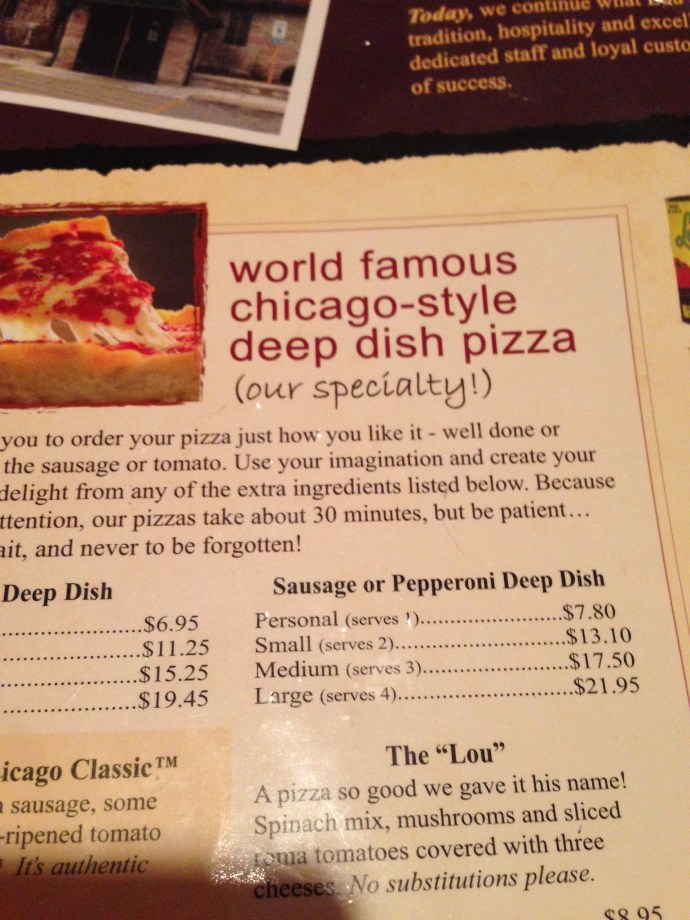 Today, we continue what
tradition, hospitality and excel
dedicated staff and loyal custo
of success.
world famous
chicago-style
deep dish pizza
(our specialty!)
you to order your pizza just how you like it - well done or
the sausage or tomato. Use your imagination and create your
delight from any of the extra ingredients listed below. Because
ttention, our pizzas take about 30 minutes, but be patient…
ait, and never to be forgotten!
Deep Dish
......................$6.95
......................$11.25
......................$15.25
......................$19.45
Sausage or Pepperoni Deep Dish
Personal (serves 1).......................$7.80
Small (serves 2)............................$13.10
Medium (serves 3)........................$17.50
Large (serves 4)............................$21.95
icago Classic™
sausage, some
-ripened tomato
It's authentic
The “Lou”
A pizza so good we gave it his name!
Spinach mix, mushrooms and sliced
roma tomatoes covered with three
cheeses. No substitutions please.
$8.95